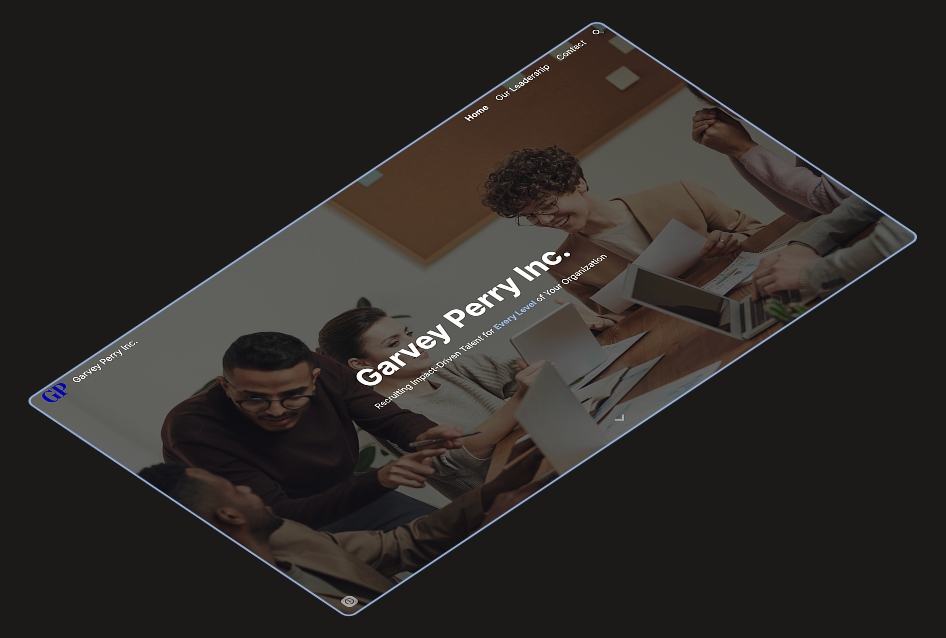 GP Garvey Perry Inc.
Home Our Leadership Contact
Garvey Perry Inc.
Recruiting Impact-Driven Talent for Every Level of Your Organization